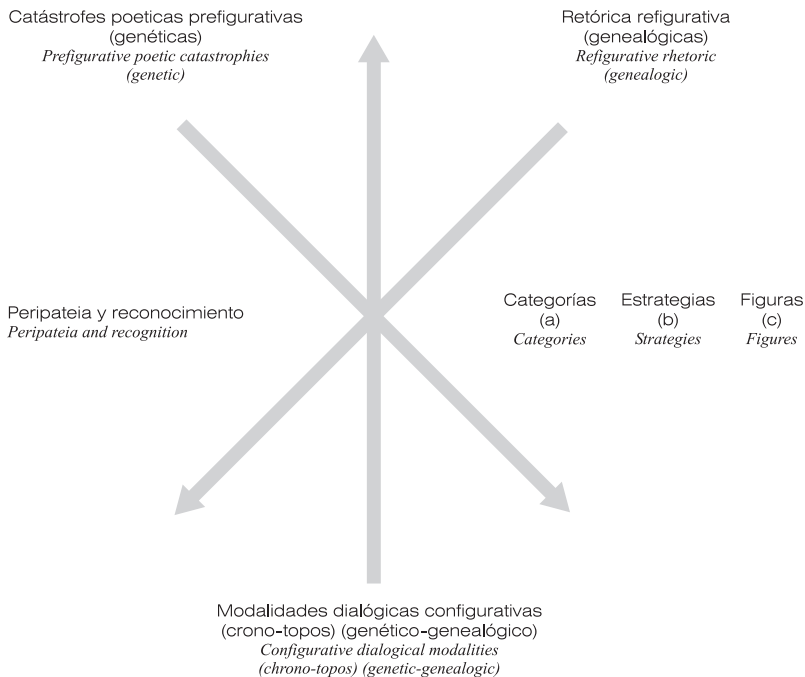 Catástrofes poeticas prefigurativas
(genéticas)
Prefigurative poetic catastrophies
(genetic)
Retórica refigurativa
(genealógicas)
Refigurative rhetoric
(genealogic)
Peripateia y reconocimiento
Peripateia and recognition
Categorías
(a)
Categories
Estrategias
(b)
Strategies
Figuras
(c)
Figures
Modalidades dialógicas configurativas
(crono-topos) (genético-genealógico)
Configurative dialogical modalities
(chrono-topos) (genetic-genealogic)